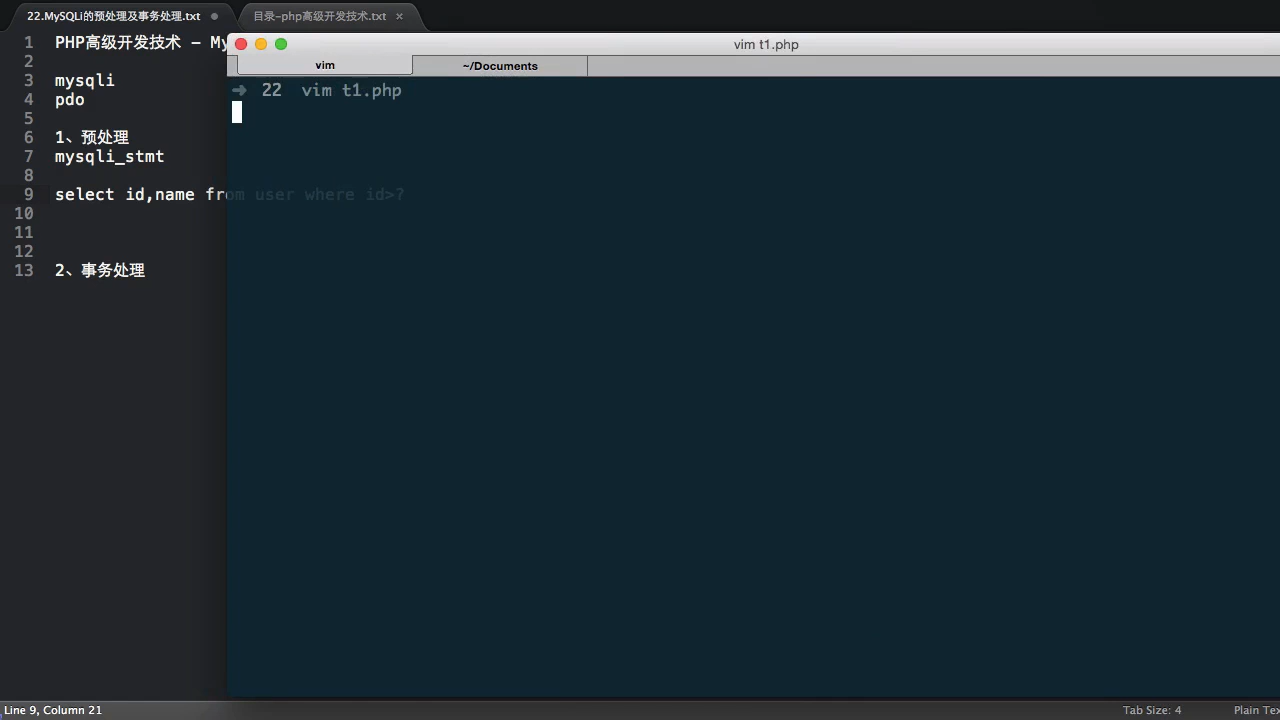 22.MySQLi的预处理及事务处理.txt
目录-php高级开发技术.txt ×
1 PHP高级开发技术 - My
2
3 mysqli
4 pdo
5
6 1、预处理
7 mysqli_stmt
8
9 select id,name from user where id>?
10
11
12
13 2、事务处理
vim t1.php
vim
~/Documents
➜ 22 vim t1.php
Line 9, Column 21
Tab Size: 4
Plain Tex